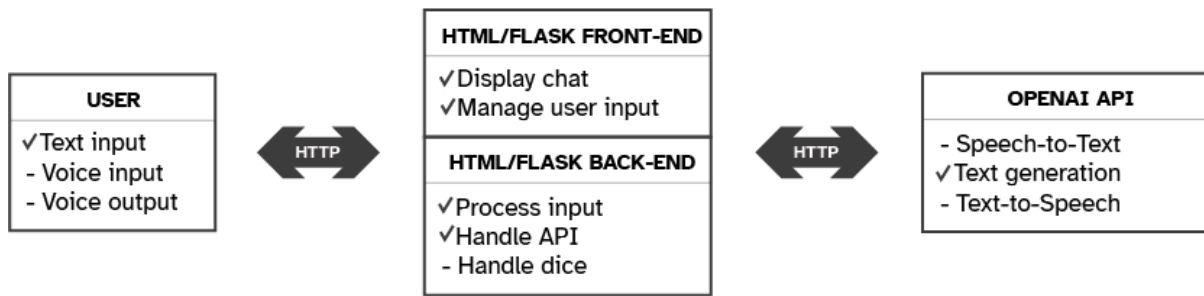 USER
✓Text input
- Voice input
- Voice output
HTTP
HTML/FLASK FRONT-END
✓Display chat
✓Manage user input
HTML/FLASK BACK-END
✓Process input
✓Handle API
- Handle dice
HTTP
OPENAI API
- Speech-to-Text
✓Text generation
- Text-to-Speech